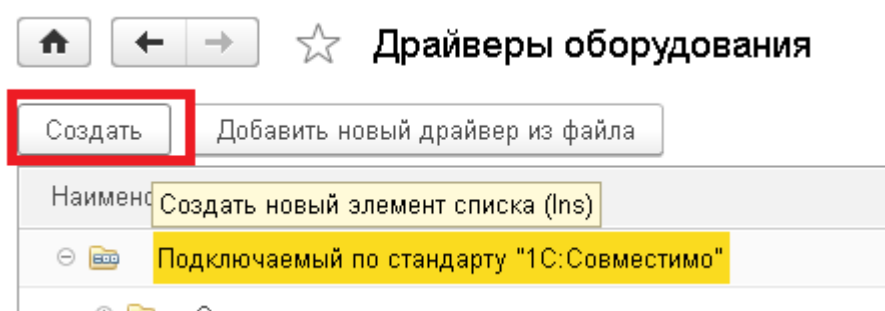 Драйверы оборудования
Создать
Добавить новый драйвер из файла
Создать новый элемент списка (Ins)
Подключаемый по стандарту "1С:Совместимо"